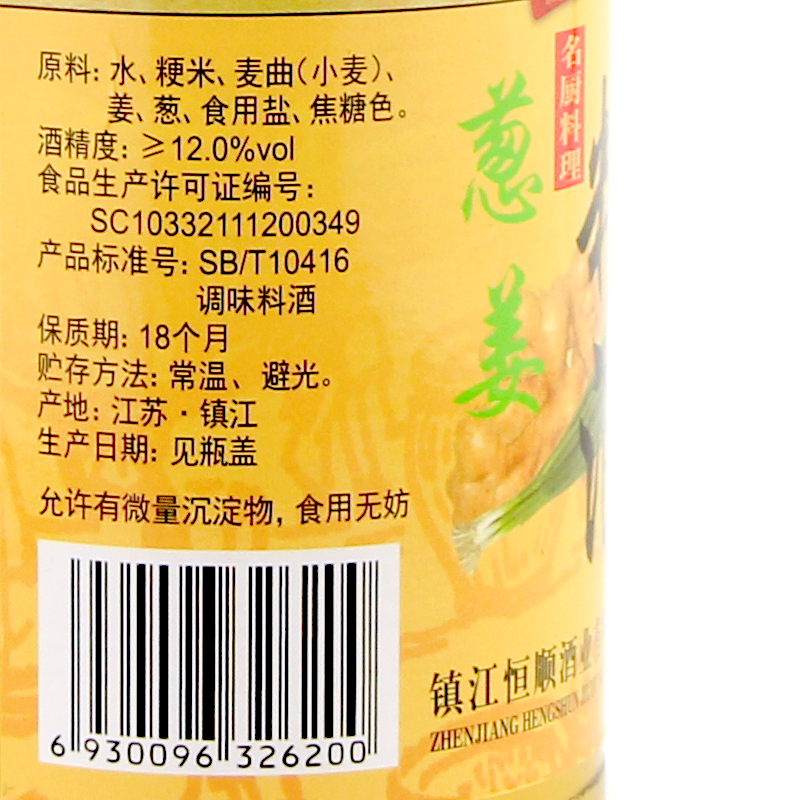 原料: 水、粳米、麦曲(小麦)、
姜、葱、食用盐、焦糖色。
酒精度: ≥12.0%vol
食品生产许可证编号:
SC10332111200349
产品标准号: SB/T10416
调味料酒
保质期: 18个月
贮存方法: 常温、避光。
产地: 江苏·镇江
生产日期: 见瓶盖
允许有微量沉淀物, 食用无妨
6 930096 326200
名厨料理
葱姜
镇江恒顺酒业
ZHENJIANG HENGSHUN